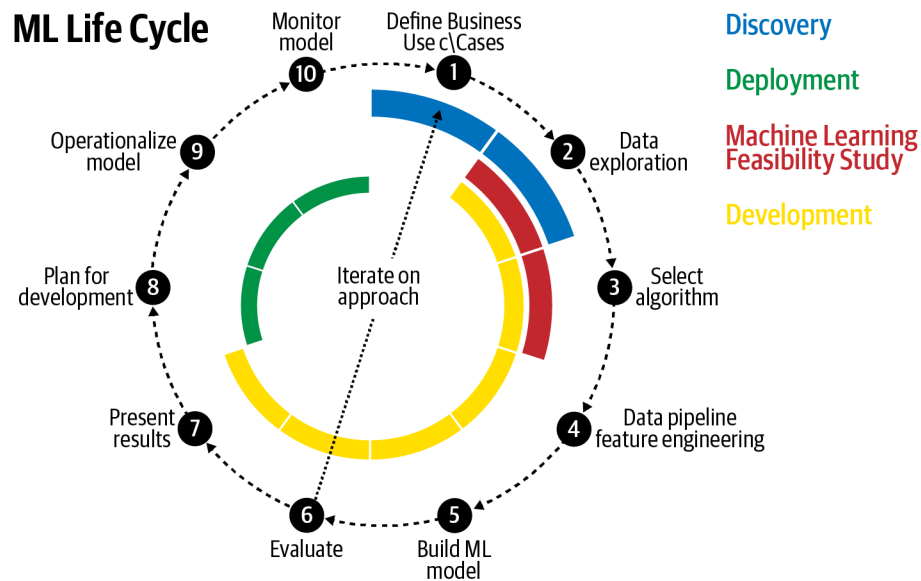 ML Life Cycle
1
Define Business
Use c\Cases
2
Data
exploration
3
Select
algorithm
4
Data pipeline
feature engineering
5
Build ML
model
6
Evaluate
7
Present
results
8
Plan for
development
9
Operationalize
model
10
Monitor
model
Iterate on
approach
Discovery
Deployment
Machine Learning
Feasibility Study
Development